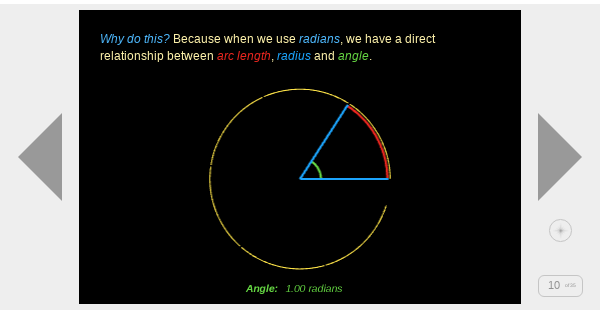 Why do this? Because when we use radians, we have a direct
relationship between arc length, radius and angle.
Angle: 1.00 radians
10